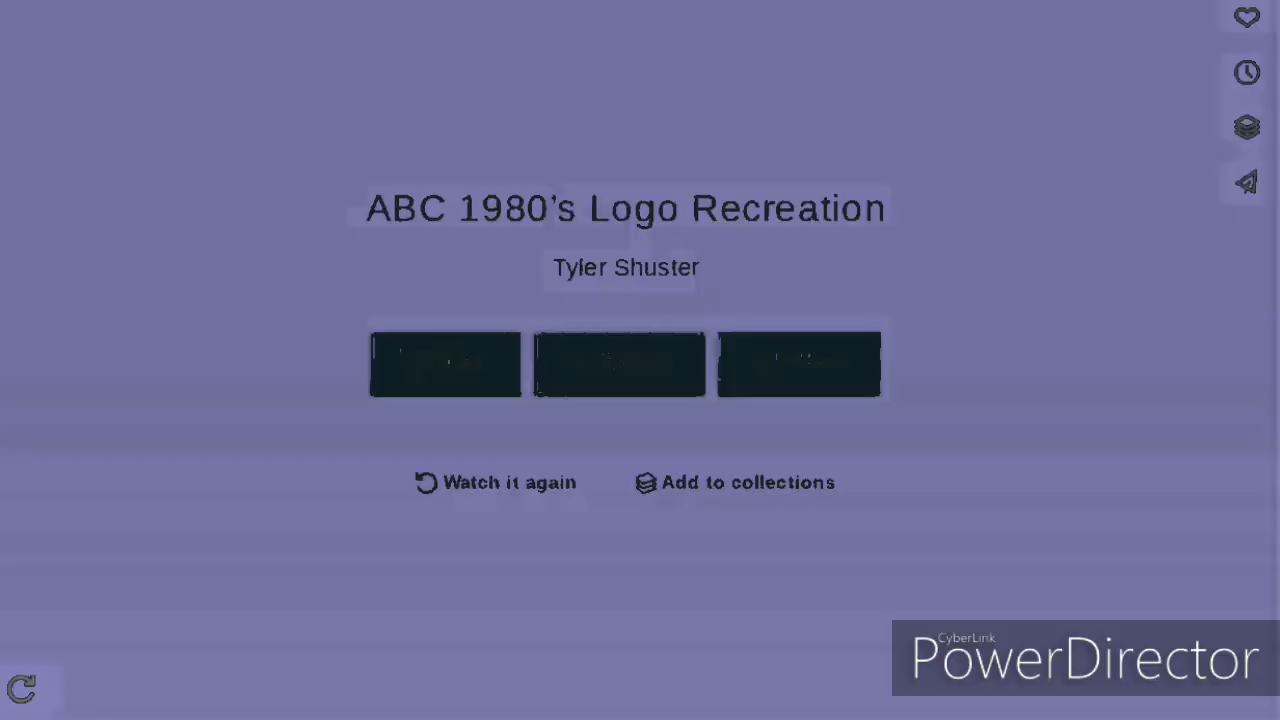 ABC 1980's Logo Recreation
Tyler Shuster
Watch it again
Add to collections
CyberLink
PowerDirector